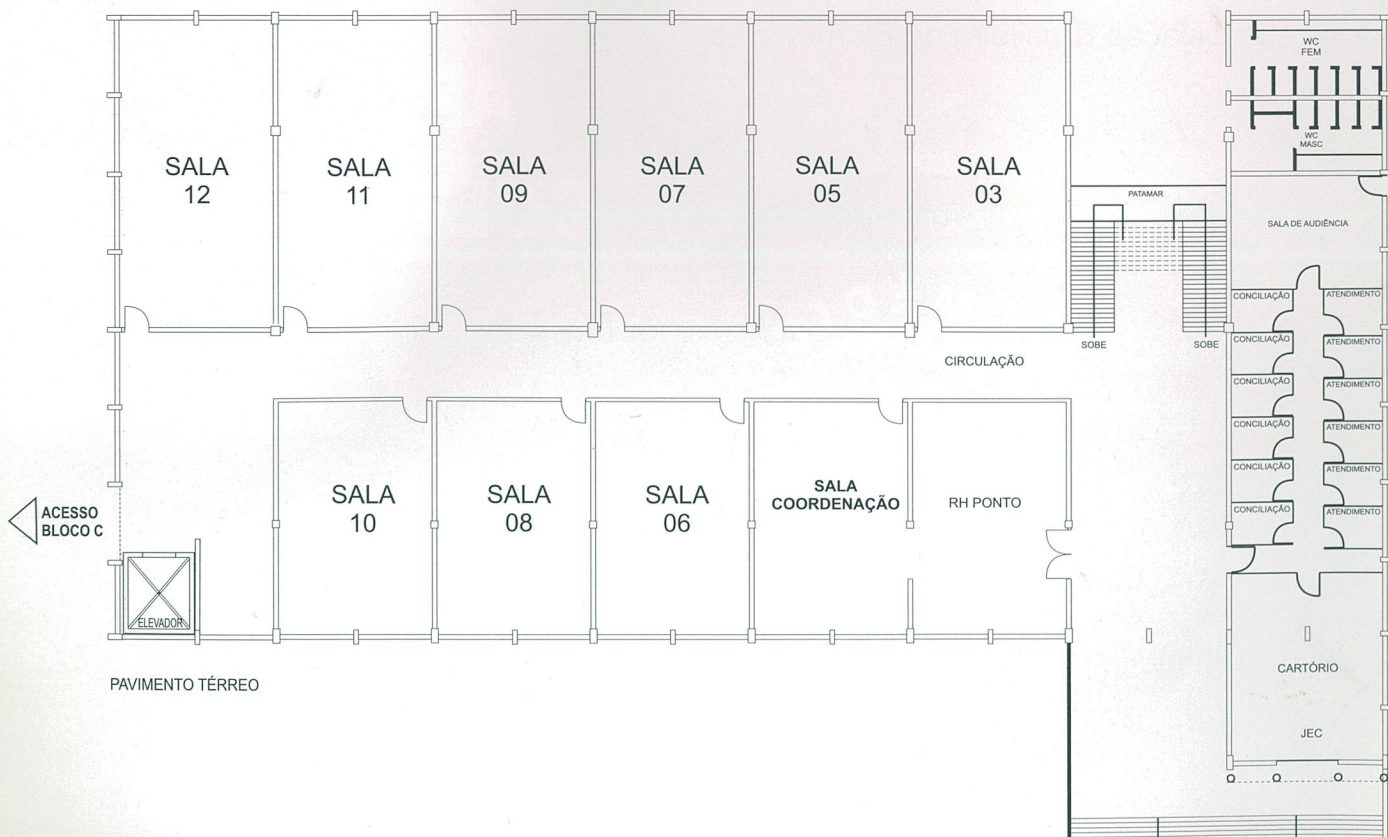 WC
FEM
WC
MASC
SALA
12
SALA
11
SALA
09
SALA
07
SALA
05
SALA
03
PATAMAR
SALA DE AUDIÊNCIA
CONCILIAÇÃO
ATENDIMENTO
CONCILIAÇÃO
ATENDIMENTO
SOBE
SOBE
CIRCULAÇÃO
CONCILIAÇÃO
ATENDIMENTO
CONCILIAÇÃO
ATENDIMENTO
CONCILIAÇÃO
ATENDIMENTO
CONCILIAÇÃO
ATENDIMENTO
ACESSO
BLOCO C
SALA
10
SALA
08
SALA
06
SALA
COORDENAÇÃO
RH PONTO
ELEVADOR
CARTÓRIO
JEC
PAVIMENTO TÉRREO